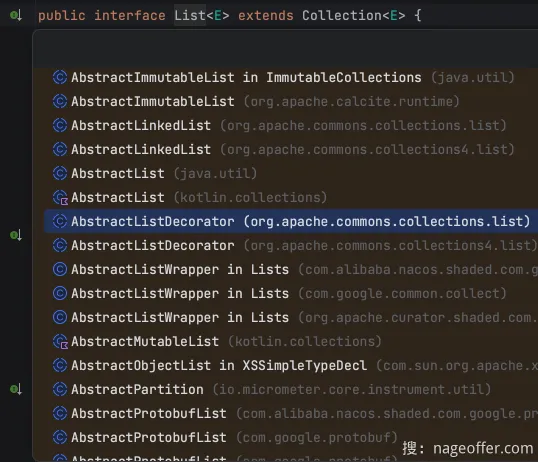 public interface List<E> extends Collection<E> {
AbstractImmutableList in ImmutableCollections (java.util)
AbstractImmutableList (org.apache.calcite.runtime)
AbstractLinkedList (org.apache.commons.collections.list)
AbstractLinkedList (org.apache.commons.collections4.list)
AbstractList (java.util)
AbstractList (kotlin.collections)
AbstractListDecorator (org.apache.commons.collections.list)
AbstractListDecorator (org.apache.commons.collections4.list)
AbstractListWrapper in Lists (com.alibaba.nacos.shaded.com.g
AbstractListWrapper in Lists (com.google.common.collect)
AbstractListWrapper in Lists (org.apache.curator.shaded.com.
AbstractMutableList (kotlin.collections)
AbstractObjectList in XSSimpleTypeDecl (com.sun.org.apache.x
AbstractPartition (io.micrometer.core.instrument.util)
AbstractProtobufList (com.alibaba.nacos.shaded.com.google.pr
AbstractProtobufList (com.google.protobuf)
搜：nageoffer.com